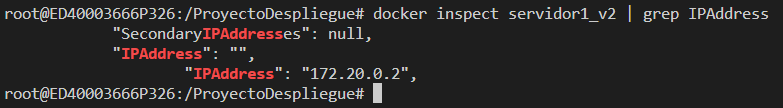 root@ED40003666P326:/ProyectoDespliegue# docker inspect servidor1_v2 | grep IPAddress
"SecondaryIPAddresses": null,
"IPAddress": "",
"IPAddress": "172.20.0.2",
root@ED40003666P326:/ProyectoDespliegue#